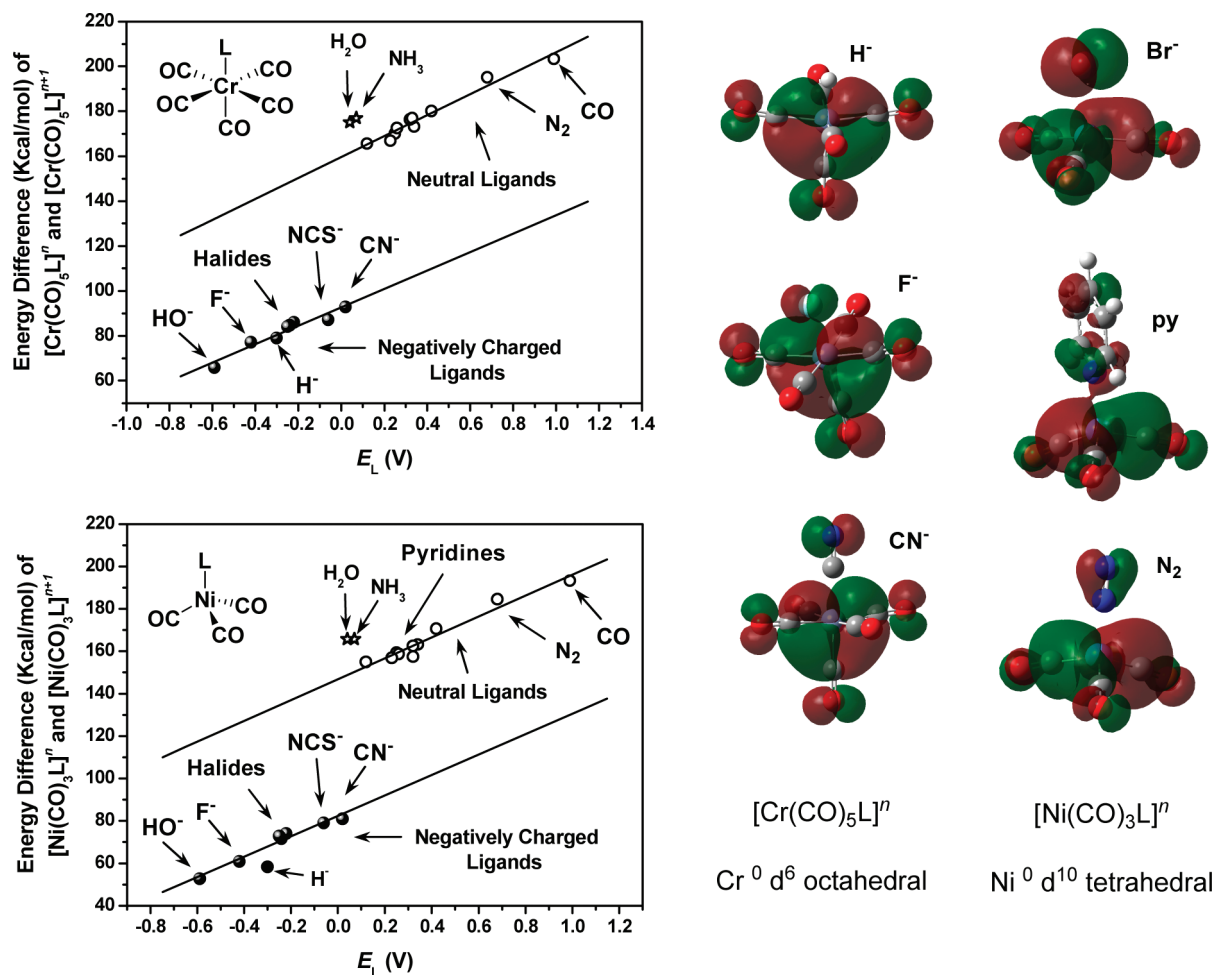 Energy Difference (Kcal/mol) of
[Cr(CO)5L]n and [Cr(CO)5L]n+1
220
200
180
160
140
120
100
80
60
L
OC
CO
Cr
OC
CO
CO
H2O
NH3
CO
N2
Neutral Ligands
NCS-
CN-
Halides
F-
HO-
Negatively Charged
Ligands
H-
-1.0 -0.8 -0.6 -0.4 -0.2 0.0 0.2 0.4 0.6 0.8 1.0 1.2 1.4
EL (V)
Energy Difference (Kcal/mol) of
[Ni(CO)3L]n and [Ni(CO)3L]n+1
220
200
180
160
140
120
100
80
60
40
L
Ni
OC
CO
CO
H2O
NH3
Pyridines
CO
N2
Neutral Ligands
NCS-
CN-
Halides
F-
HO-
Negatively Charged
Ligands
H-
-0.8 -0.6 -0.4 -0.2 0.0 0.2 0.4 0.6 0.8 1.0 1.2
EL (V)
H-
F-
CN-
[Cr(CO)5L]n
Cr 0 d6 octahedral
Br-
py
N2
[Ni(CO)3L]n
Ni 0 d10 tetrahedral